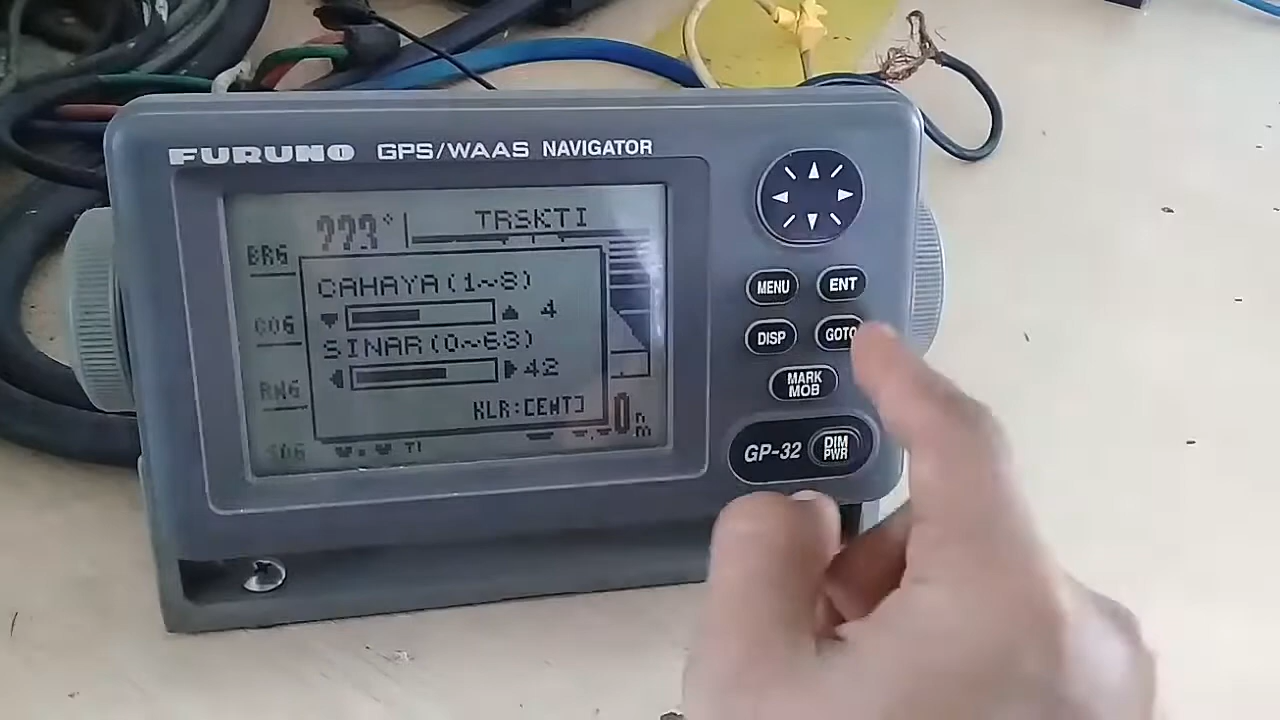 FURUNO GPS/WAAS NAVIGATOR
???° TRSKTI
BRG
CAHAYA(1~8)
4
COG
SINAR(0~63)
42
RNG
KLR:[ENT]
0nm
SOG
MENU
ENT
DISP
GOTO
MARK
MOB
GP-32
DIM
PWR